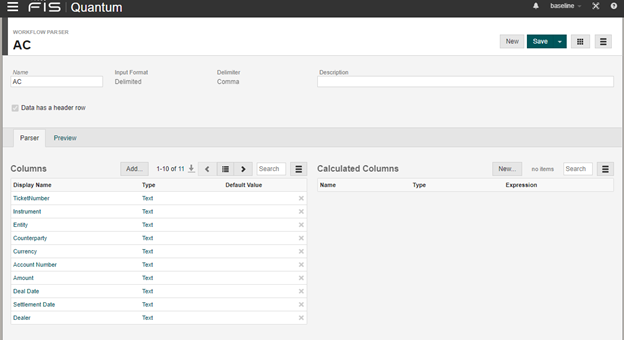 FIS | Quantum
baseline
WORKFLOW PARSER
AC
New Save
Name Input Format Delimiter Description
AC Delimited Comma
Data has a header row
Parser Preview
Columns Add... 1-10 of 11 Search
Display Name Type Default Value
TicketNumber Text
Instrument Text
Entity Text
Counterparty Text
Currency Text
Account Number Text
Amount Text
Deal Date Text
Settlement Date Text
Dealer Text
Calculated Columns New... no items Search
Name Type Expression